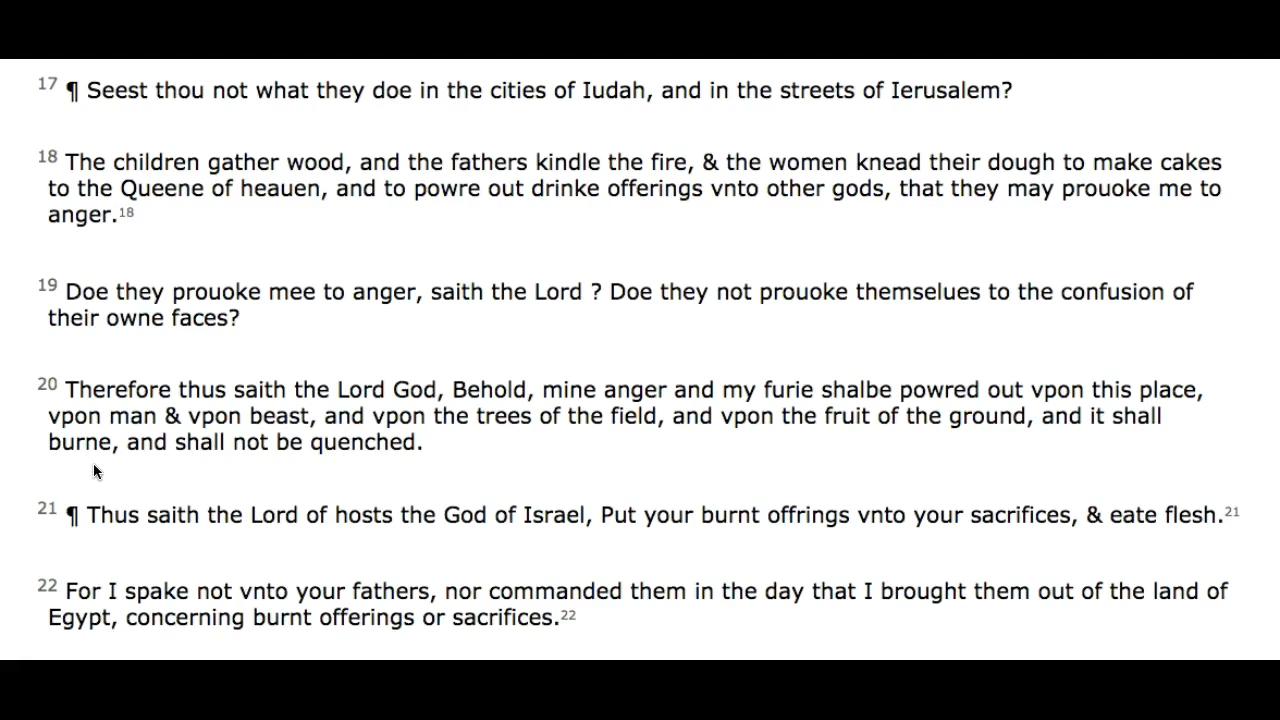 17 ¶ Seest thou not what they doe in the cities of Iudah, and in the streets of Ierusalem?
18 The children gather wood, and the fathers kindle the fire, & the women knead their dough to make cakes
to the Queene of heauen, and to powre out drinke offerings vnto other gods, that they may prouoke me to
anger.18
19 Doe they prouoke mee to anger, saith the Lord ? Doe they not prouoke themselues to the confusion of
their owne faces?
20 Therefore thus saith the Lord God, Behold, mine anger and my furie shalbe powred out vpon this place,
vpon man & vpon beast, and vpon the trees of the field, and vpon the fruit of the ground, and it shall
burne, and shall not be quenched.
21 ¶ Thus saith the Lord of hosts the God of Israel, Put your burnt offrings vnto your sacrifices, & eate flesh.21
22 For I spake not vnto your fathers, nor commanded them in the day that I brought them out of the land of
Egypt, concerning burnt offerings or sacrifices.22